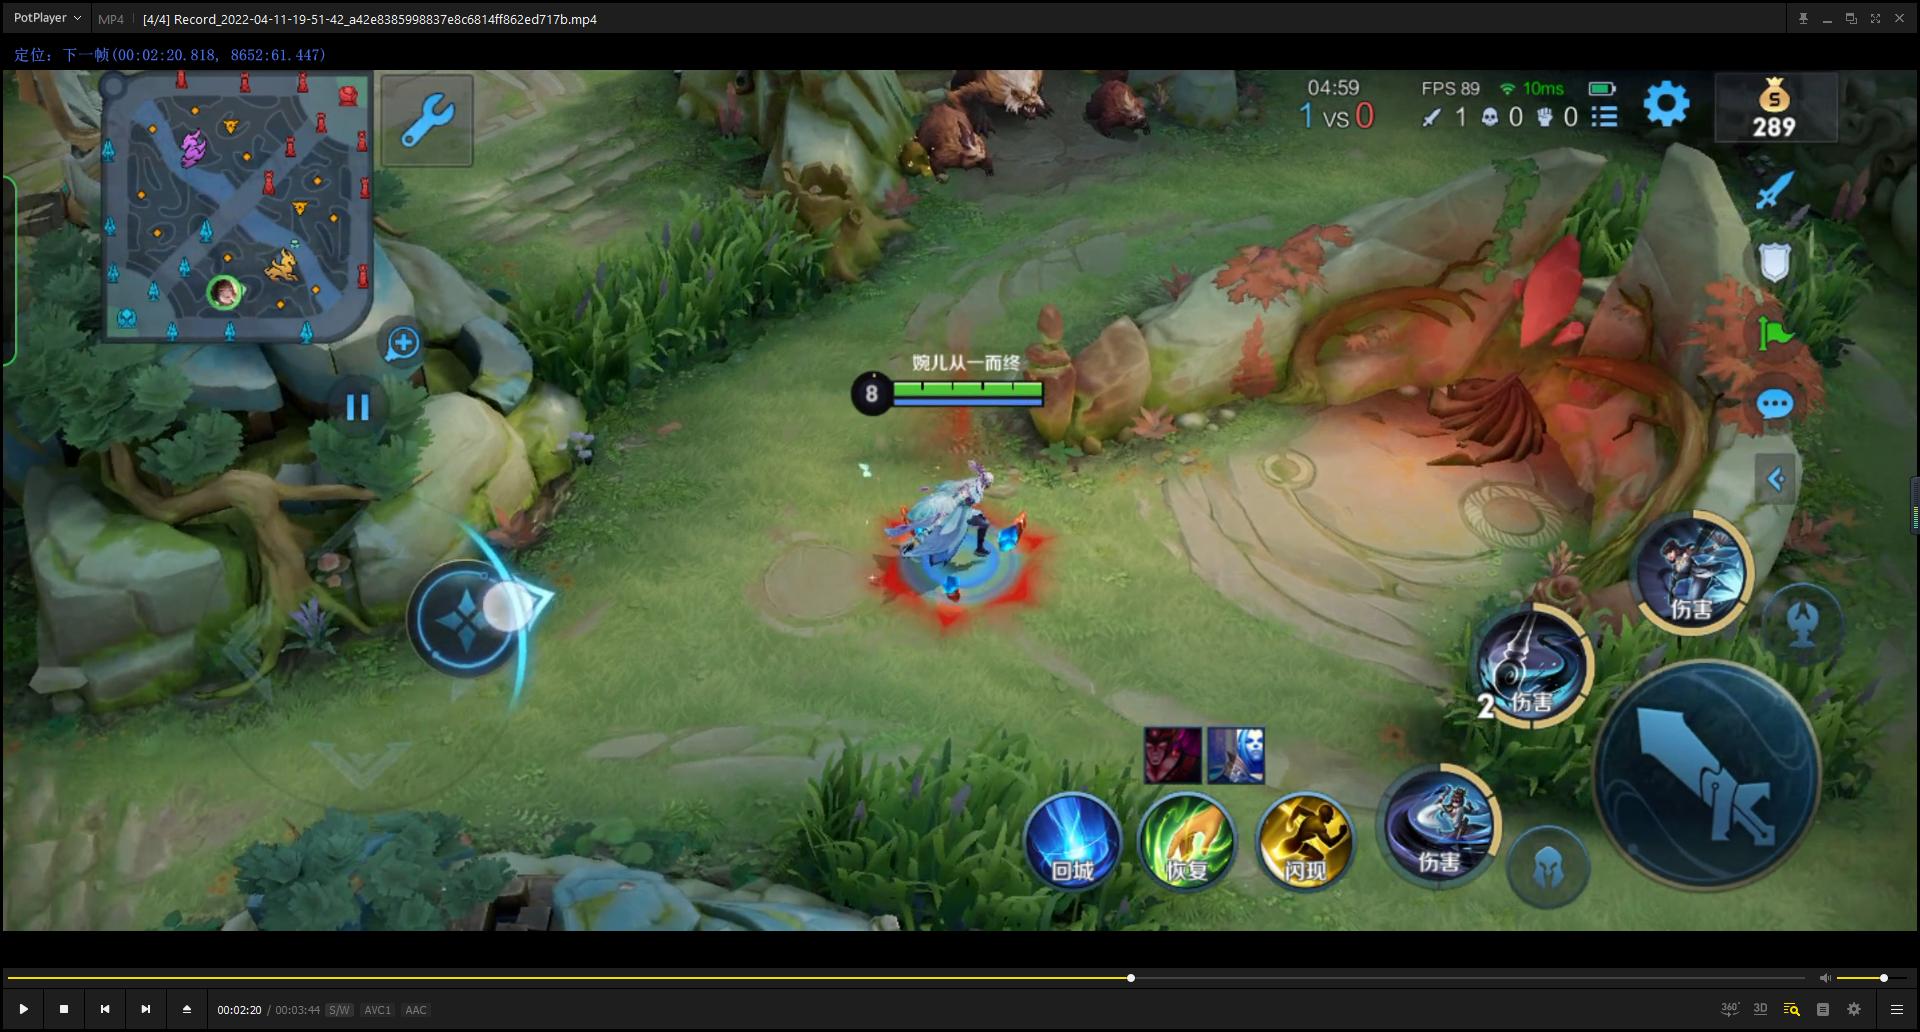 PotPlayer MP4 [4/4] Record_2022-04-11-19-51-42_a42e8385998837e8c6814ff862ed717b.mp4
定位: 下一帧(00:02:20.818, 8652:61.447)
04:59 FPS 89 10ms
1 VS 0 1 0 0
289
婉儿从一而终
8
伤害
2 伤害
伤害
回城 恢复 闪现
00:02:20 / 00:03:44 S/W AVC1 AAC
360° 3D